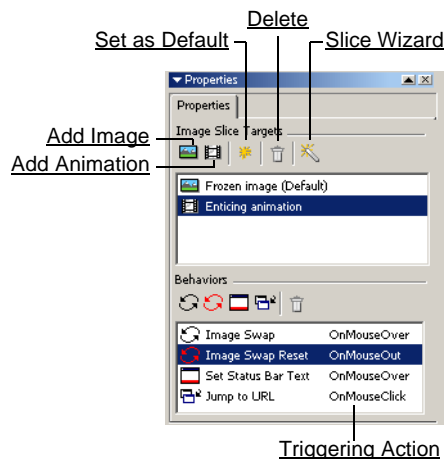 Delete
Set as Default
Slice Wizard
Properties
Properties
Image Slice Targets
Add Image
Add Animation
Frozen image (Default)
Enticing animation
Behaviors
Image Swap OnMouseOver
Image Swap Reset OnMouseOut
Set Status Bar Text OnMouseOver
Jump to URL OnMouseClick
Triggering Action